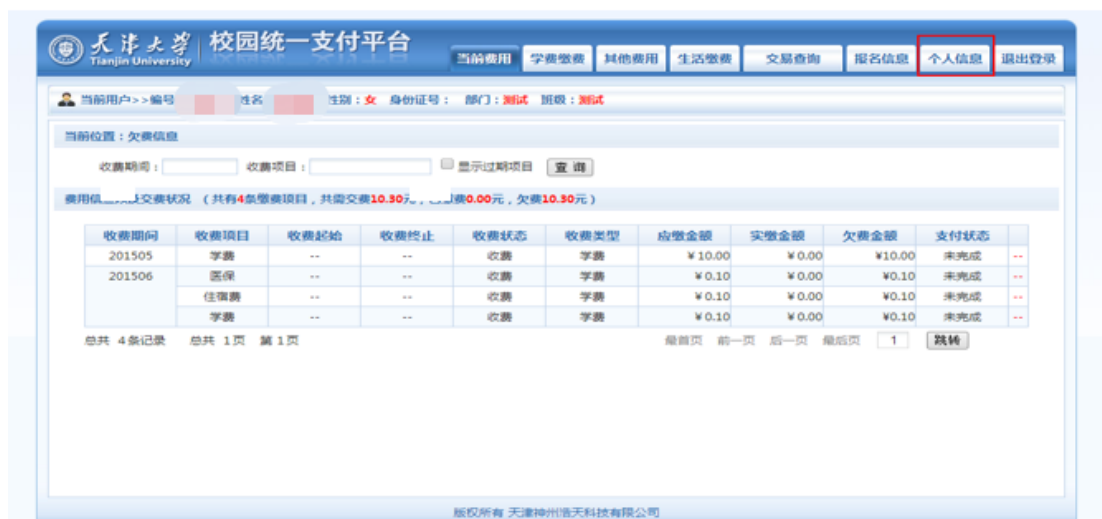 天津大学 校园统一支付平台
Tianjin University
当前费用 学费缴费 其他费用 生活缴费 交易查询 报名信息 个人信息 退出登录
当前用户>>编号 姓名 性别：女 身份证号： 部门：测试 班级：测试
当前位置：欠费信息
收费期间： 收费项目： 显示过期项目 查 询
费用信 交费状况 （共有4条缴费项目，共需交费10.30 费0.00元，欠费10.30元）
收费期间 收费项目 收费起始 收费终止 收费状态 收费类型 应缴金额 实缴金额 欠费金额 支付状态
201505 学费 -- -- 收费 学费 ￥10.00 ￥0.00 ¥10.00 未完成 --
201506 医保 -- -- 收费 学费 ￥0.10 ￥0.00 ¥0.10 未完成 --
住宿费 -- -- 收费 学费 ￥0.10 ￥0.00 ¥0.10 未完成 --
学费 -- -- 收费 学费 ￥0.10 ￥0.00 ¥0.10 未完成 --
总共 4条记录 总共 1页 第1页 最首页 前一页 后一页 最后页 1 跳转
版权所有 天津神州浩天科技有限公司